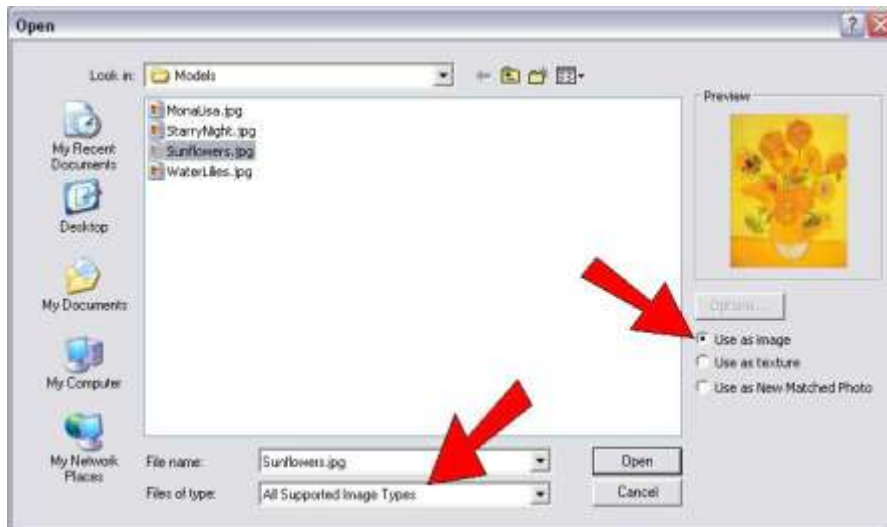 Open
Look in:
Models
MonaLisa.jpg
StarryNight.jpg
Sunflowers.jpg
WaterLilies.jpg
My Recent
Documents
Desktop
My Documents
My Computer
My Network
Places
File name:
Sunflowers.jpg
Open
Files of type:
All Supported Image Types
Cancel
Preview
Options...
Use as image
Use as texture
Use as New Matched Photo